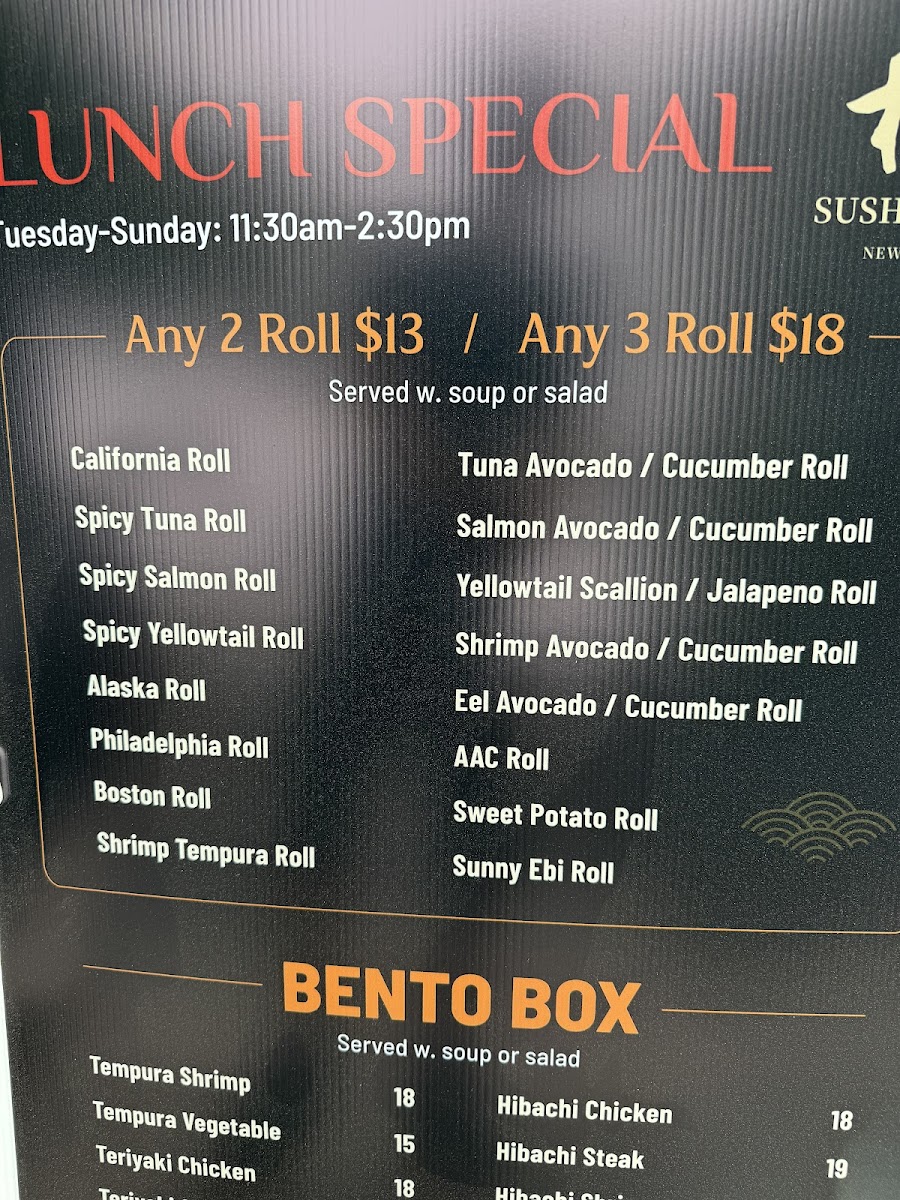 LUNCH SPECIAL
Tuesday-Sunday: 11:30am-2:30pm
SUSH
NEW
Any 2 Roll $13 / Any 3 Roll $18
Served w. soup or salad
California Roll
Spicy Tuna Roll
Spicy Salmon Roll
Spicy Yellowtail Roll
Alaska Roll
Philadelphia Roll
Boston Roll
Shrimp Tempura Roll
Tuna Avocado / Cucumber Roll
Salmon Avocado / Cucumber Roll
Yellowtail Scallion / Jalapeno Roll
Shrimp Avocado / Cucumber Roll
Eel Avocado / Cucumber Roll
AAC Roll
Sweet Potato Roll
Sunny Ebi Roll
BENTO BOX
Served w. soup or salad
Tempura Shrimp 18
Tempura Vegetable 15
Teriyaki Chicken 18
Hibachi Chicken 18
Hibachi Steak 19
Hibachi